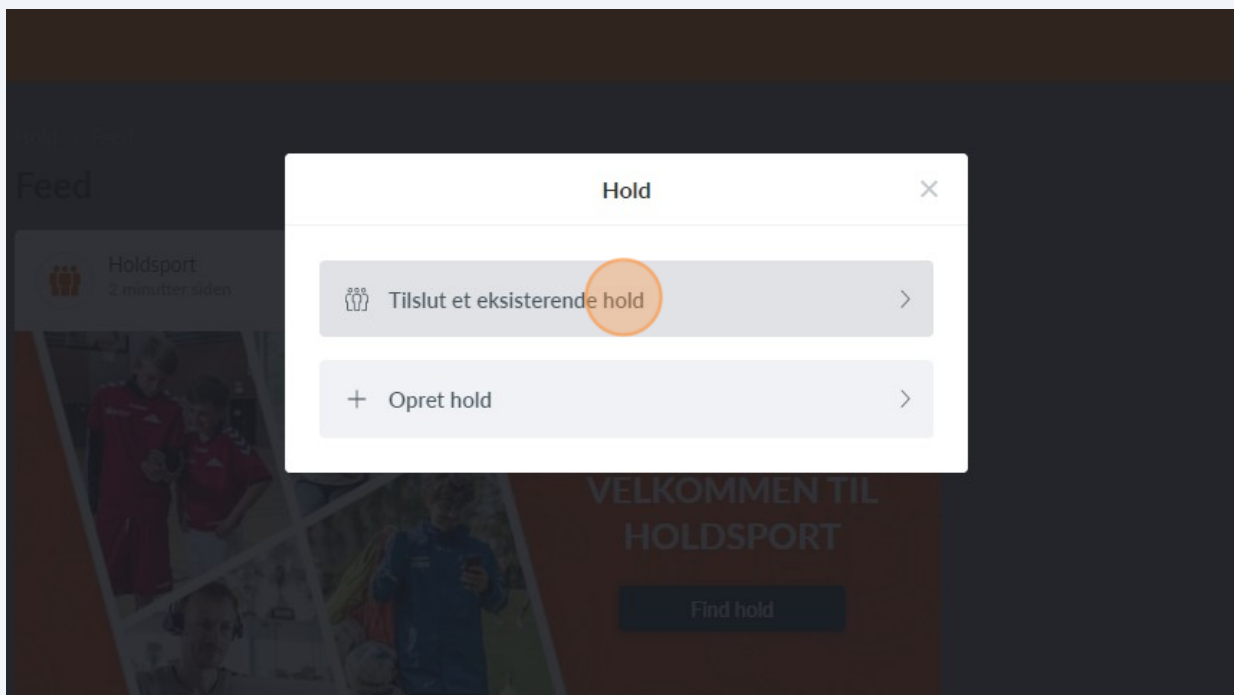 Feed
Hold
Holdsport
2 minutter siden
Tilslut et eksisterende hold
Opret hold
VELKOMMEN TIL
HOLDSPORT
Find hold